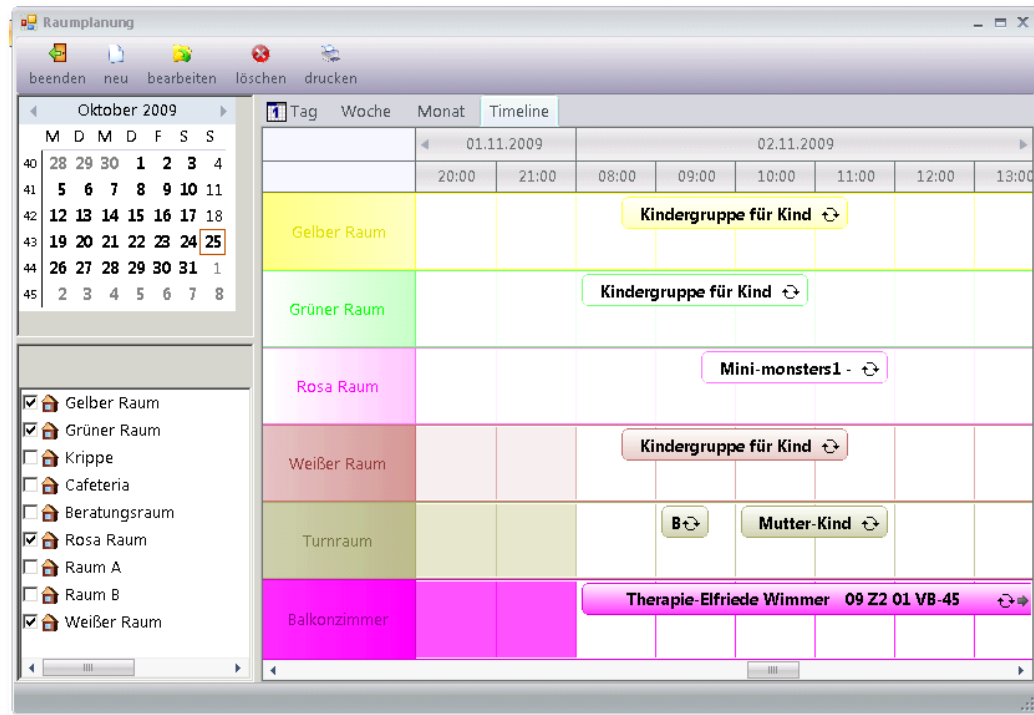 Raumplanung
beenden neu bearbeiten löschen drucken
Oktober 2009
M D M D F S S
40 28 29 30 1 2 3 4
41 5 6 7 8 9 10 11
42 12 13 14 15 16 17 18
43 19 20 21 22 23 24 25
44 26 27 28 29 30 31 1
45 2 3 4 5 6 7 8
Gelber Raum
Grüner Raum
Krippe
Cafeteria
Beratungsraum
Rosa Raum
Raum A
Raum B
Weißer Raum
1 Tag Woche Monat Timeline
01.11.2009 02.11.2009
20:00 21:00 08:00 09:00 10:00 11:00 12:00 13:00
Gelber Raum Kindergruppe für Kind
Grüner Raum Kindergruppe für Kind
Rosa Raum Mini-monsters1 -
Weißer Raum Kindergruppe für Kind
Turnraum B Mutter-Kind
Balkonzimmer Therapie-Elfriede Wimmer 09 Z2 01 VB-45